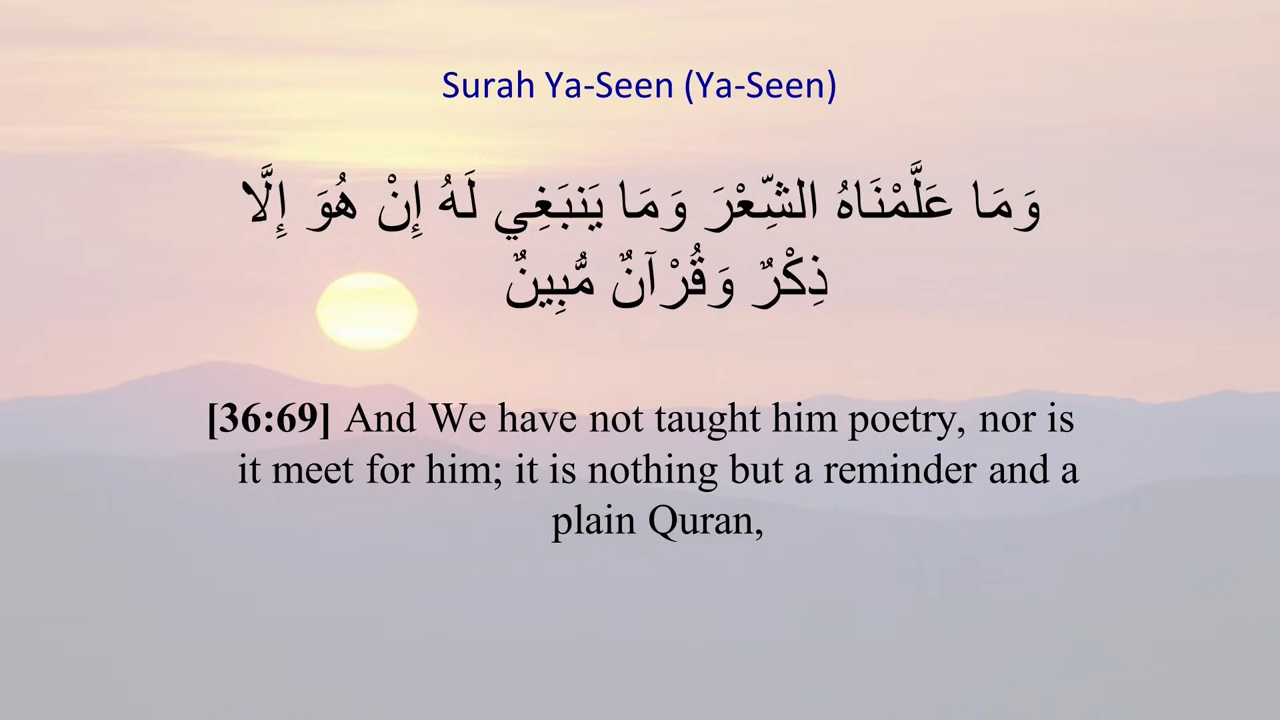 Surah Ya-Seen (Ya-Seen)
وَمَا عَلَّمْنَاهُ الشِّعْرَ وَمَا يَنبَغِي لَهُ إِنْ هُوَ إِلَّا
ذِكْرٌ وَقُرْآنٌ مُّبِينٌ
[36:69] And We have not taught him poetry, nor is
it meet for him; it is nothing but a reminder and a
plain Quran,